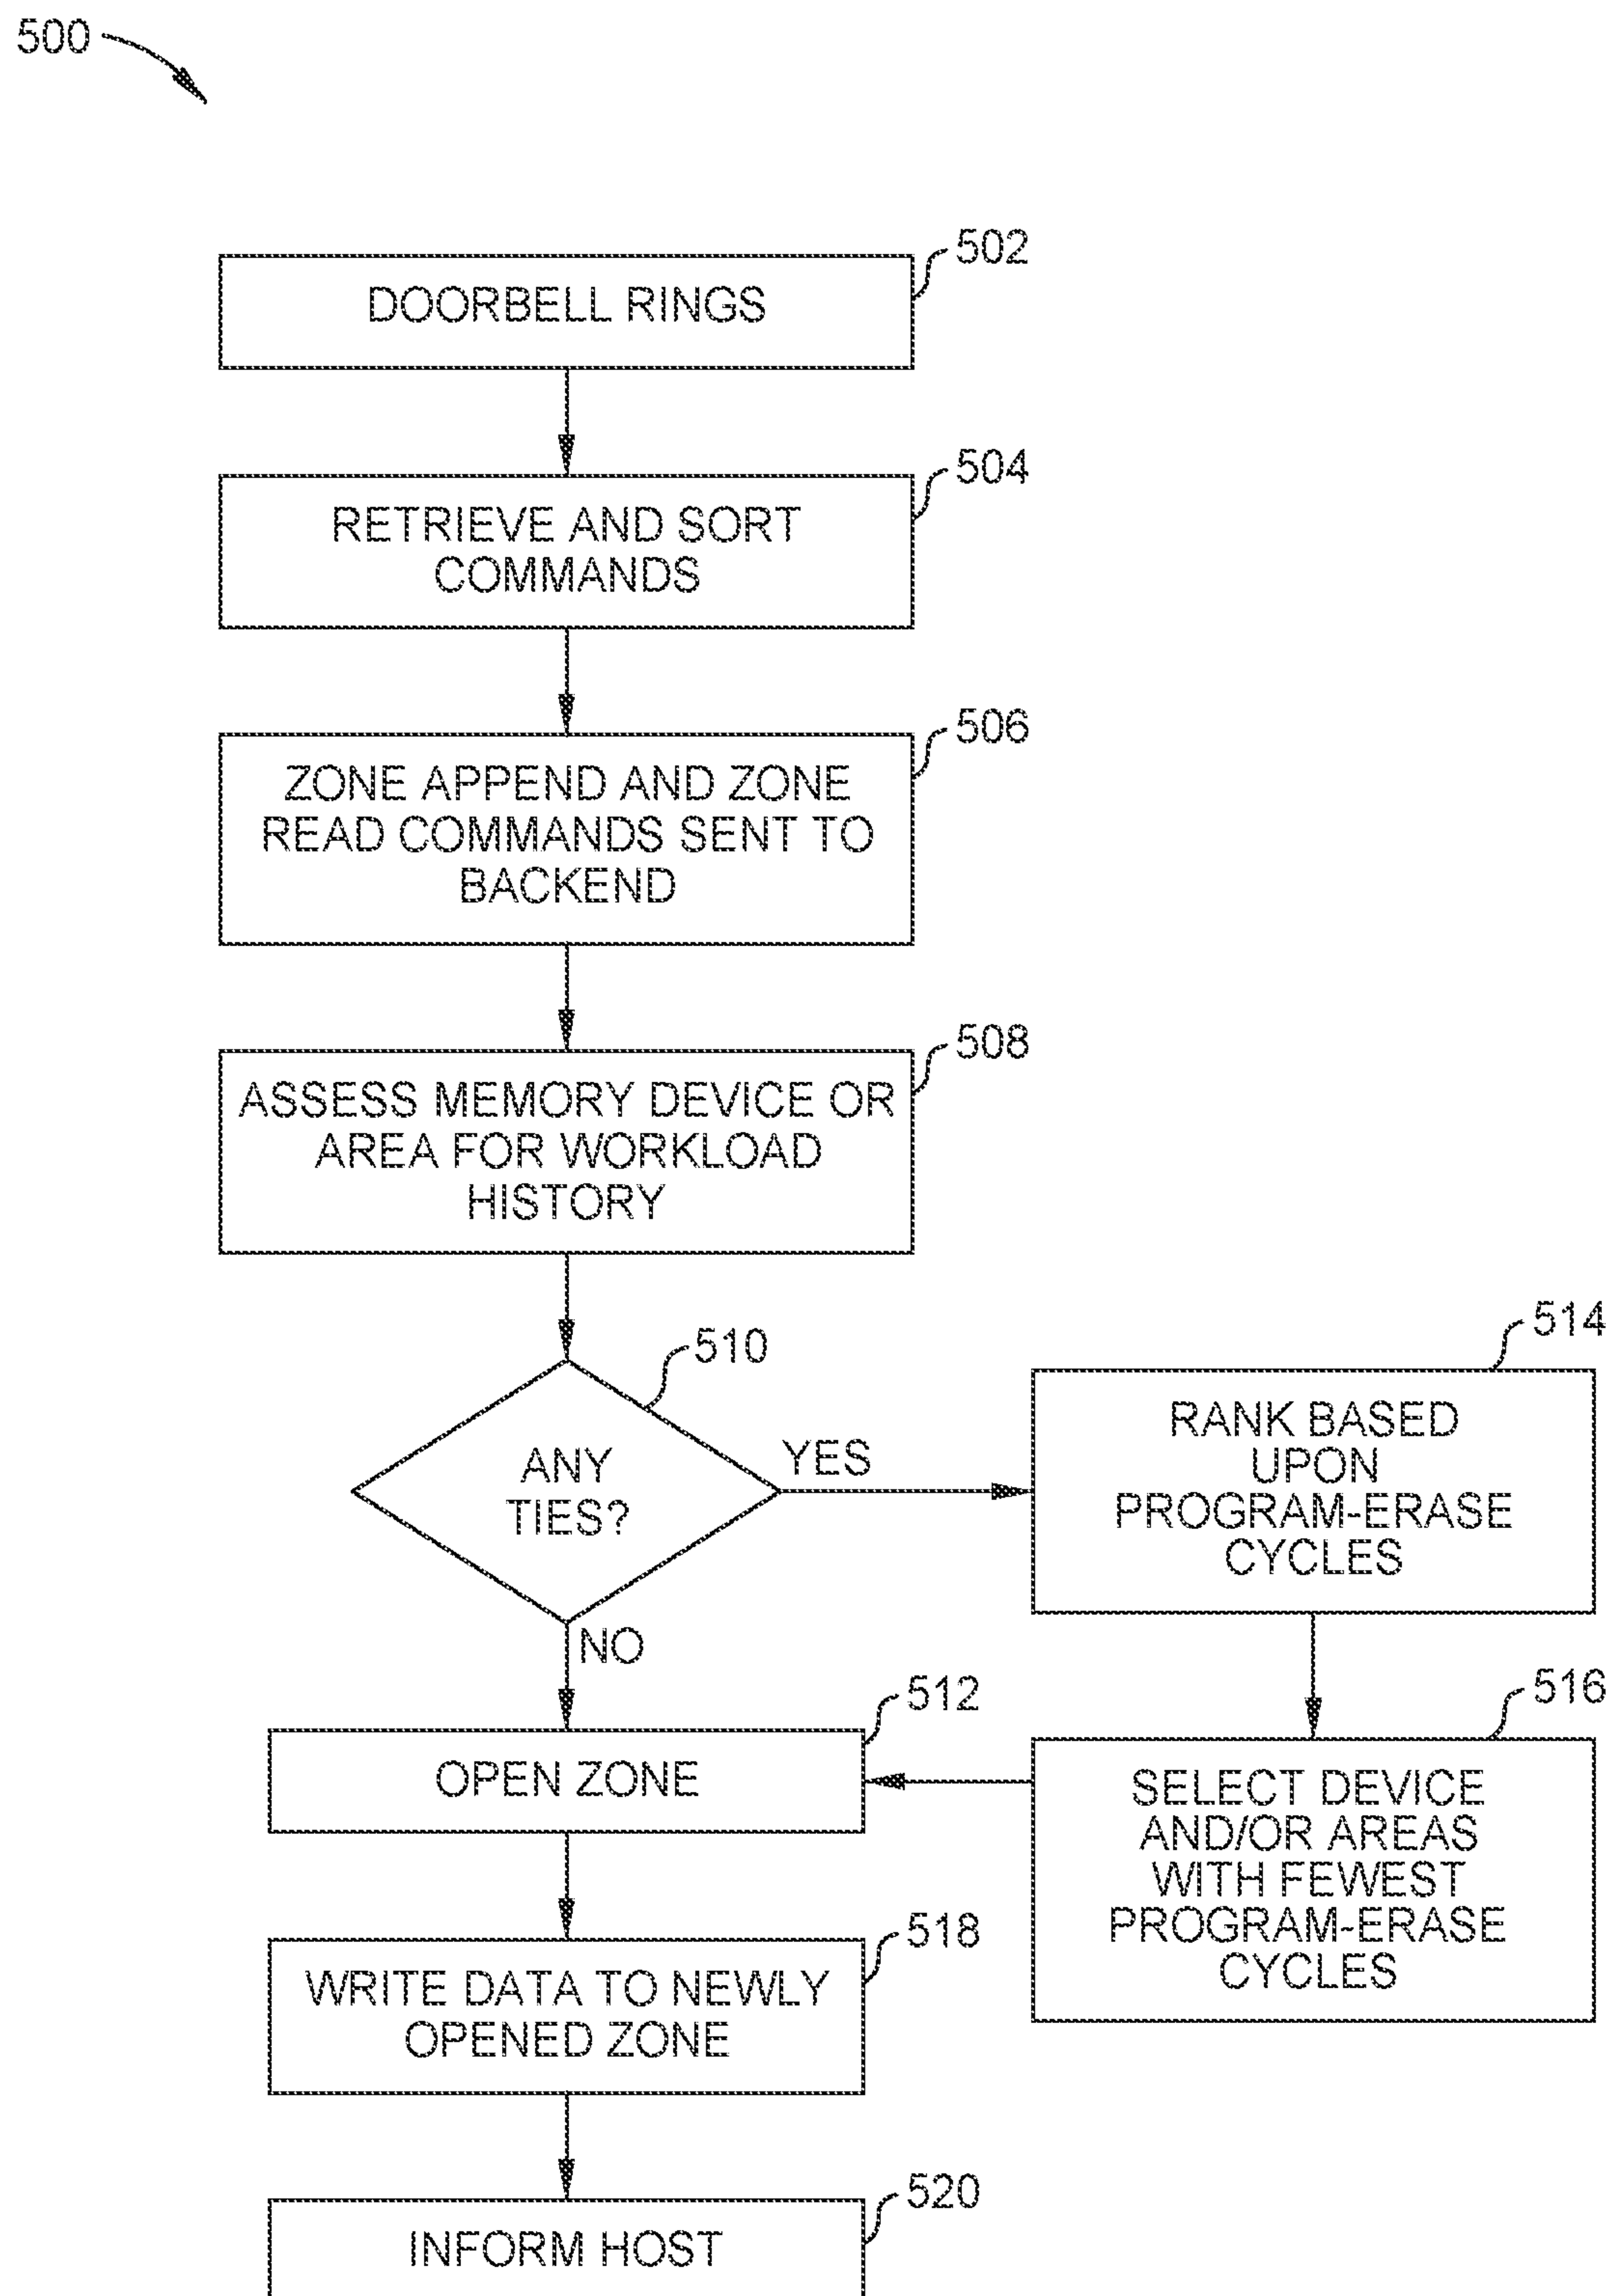 500
502
DOORBELL RINGS
504
RETRIEVE AND SORT
COMMANDS
506
ZONE APPEND AND ZONE
READ COMMANDS SENT TO
BACKEND
508
ASSESS MEMORY DEVICE OR
AREA FOR WORKLOAD
HISTORY
510
ANY
TIES?
YES
NO
514
RANK BASED
UPON
PROGRAM-ERASE
CYCLES
516
SELECT DEVICE
AND/OR AREAS
WITH FEWEST
PROGRAM-ERASE
CYCLES
512
OPEN ZONE
518
WRITE DATA TO NEWLY
OPENED ZONE
520
INFORM HOST